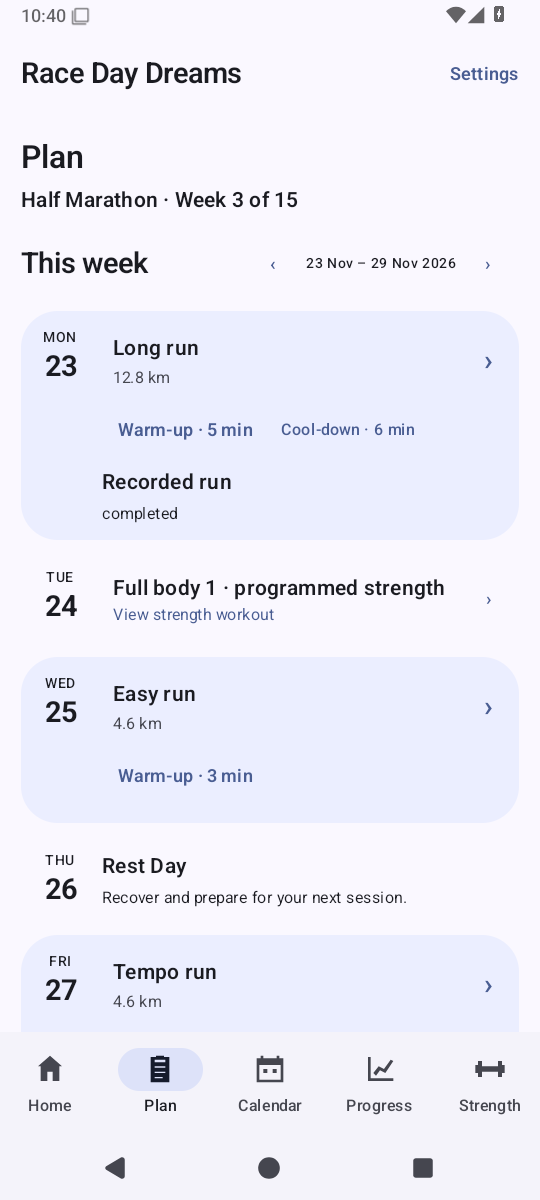 10:40
Race Day Dreams
Settings
Plan
Half Marathon · Week 3 of 15
This week
‹ 23 Nov – 29 Nov 2026 ›
MON
23
Long run
12.8 km
›
Warm-up · 5 min
Cool-down · 6 min
Recorded run
completed
TUE
24
Full body 1 · programmed strength
View strength workout
›
WED
25
Easy run
4.6 km
›
Warm-up · 3 min
THU
26
Rest Day
Recover and prepare for your next session.
FRI
27
Tempo run
4.6 km
›
Home
Plan
Calendar
Progress
Strength